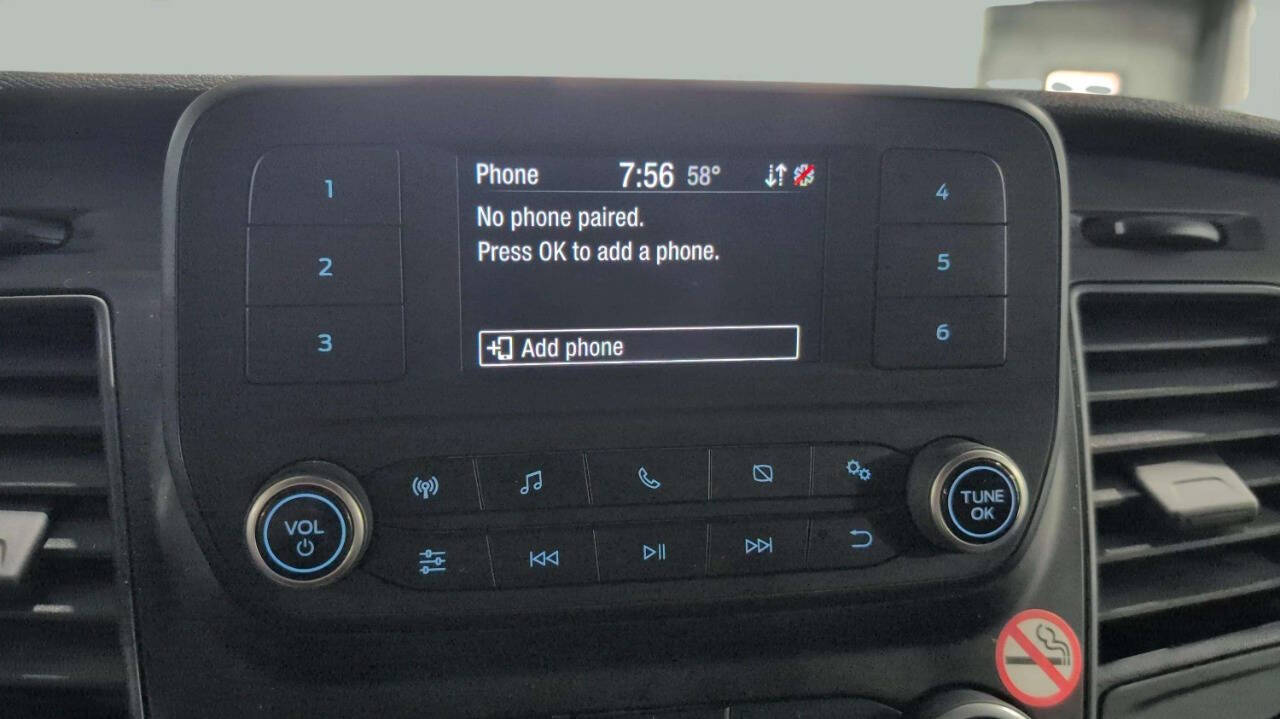 Phone 7:56 58°
No phone paired.
Press OK to add a phone.
Add phone
1
2
3
4
5
6
VOL
TUNE
OK